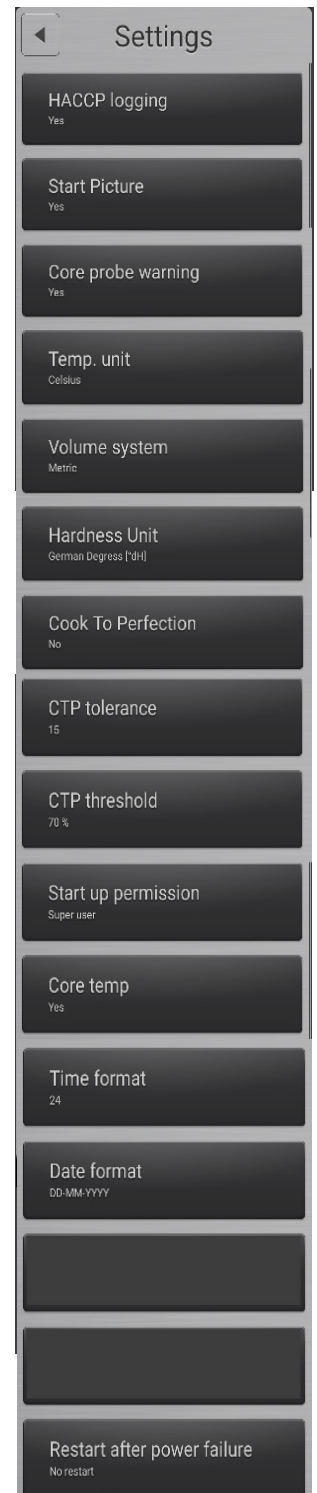 Settings
HACCP logging
Yes
Start Picture
Yes
Core probe warning
Yes
Temp. unit
Celsius
Volume system
Metric
Hardness Unit
German Degress [°dH]
Cook To Perfection
No
CTP tolerance
15
CTP threshold
70 %
Start up permission
Super user
Core temp
Yes
Time format
24
Date format
DD-MM-YYYY
Restart after power failure
No restart